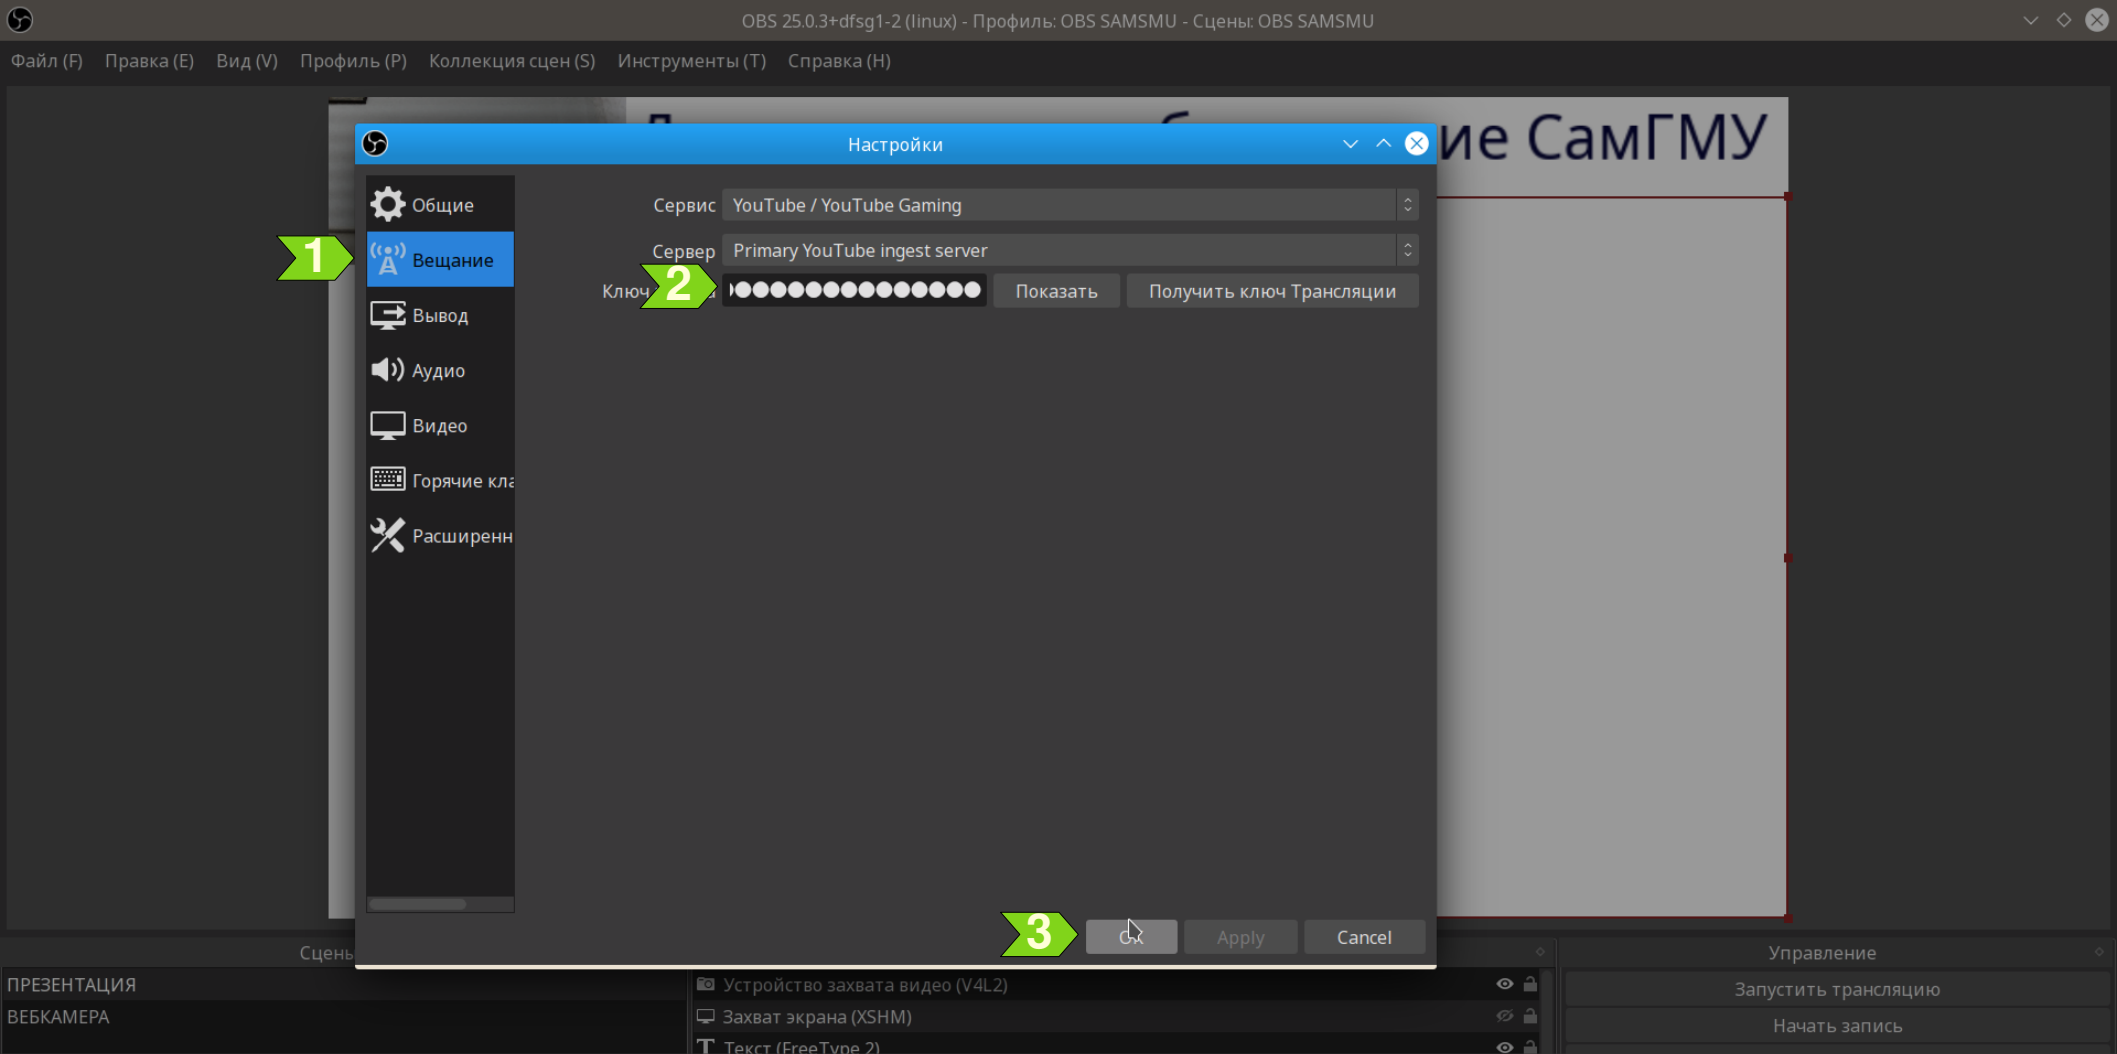 OBS 25.0.3+dfsg1-2 (linux) - Профиль: OBS SAMSMU - Сцены: OBS SAMSMU
Файл (F) Правка (E) Вид (V) Профиль (P) Коллекция сцен (S) Инструменты (T) Справка (H)
ие СамГМУ
Настройки
Общие
Вещание
Вывод
Аудио
Видео
Горячие кла
Расширенн
1
Сервис YouTube / YouTube Gaming
Сервер Primary YouTube ingest server
Ключ 2 Показать Получить ключ Трансляции
3 OK Apply Cancel
Сцены
ПРЕЗЕНТАЦИЯ
ВЕБКАМЕРА
Устройство захвата видео (V4L2)
Захват экрана (XSHM)
Текст (FreeType 2)
Управление
Запустить трансляцию
Начать запись